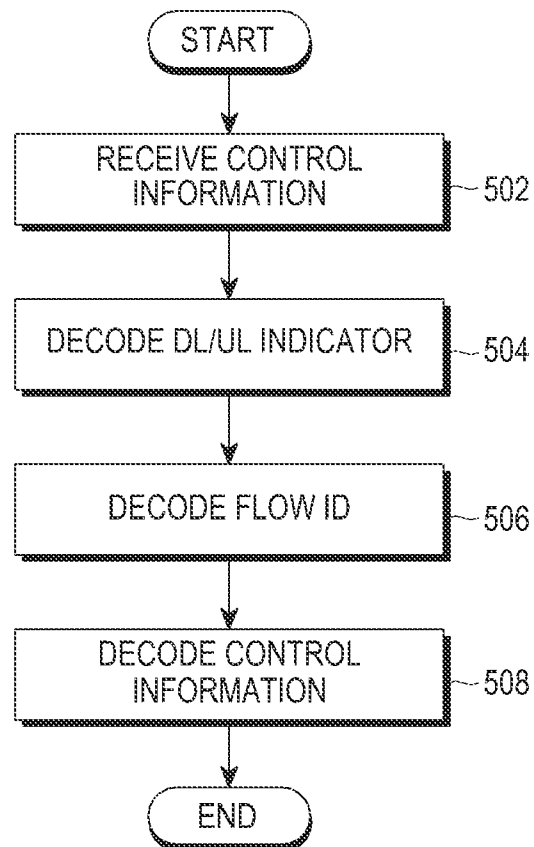 START
RECEIVE CONTROL
INFORMATION
502
DECODE DL/UL INDICATOR
504
DECODE FLOW ID
506
DECODE CONTROL
INFORMATION
508
END